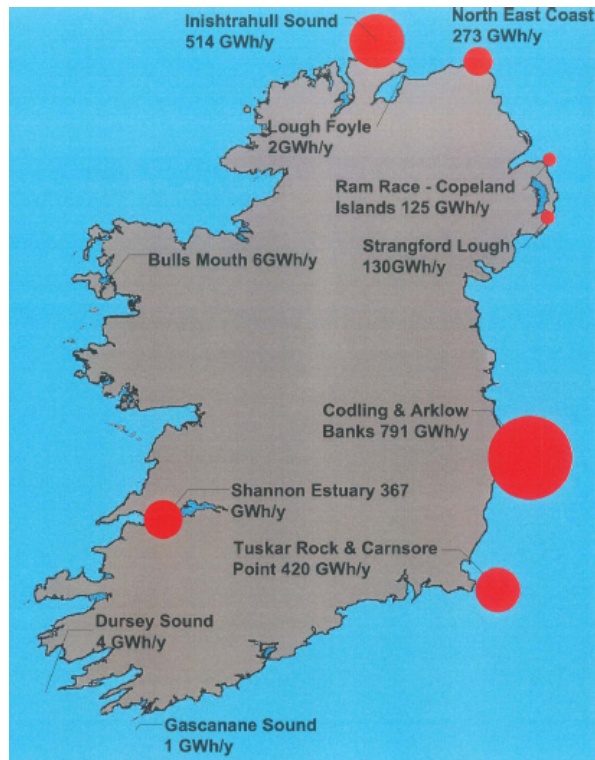 Inishtrahull Sound
514 GWh/y
North East Coast
273 GWh/y
Lough Foyle
2GWh/y
Ram Race - Copeland
Islands 125 GWh/y
Strangford Lough
130GWh/y
Bulls Mouth 6GWh/y
Codling & Arklow
Banks 791 GWh/y
Shannon Estuary 367
GWh/y
Tuskar Rock & Carnsore
Point 420 GWh/y
Dursey Sound
4 GWh/y
Gascanane Sound
1 GWh/y